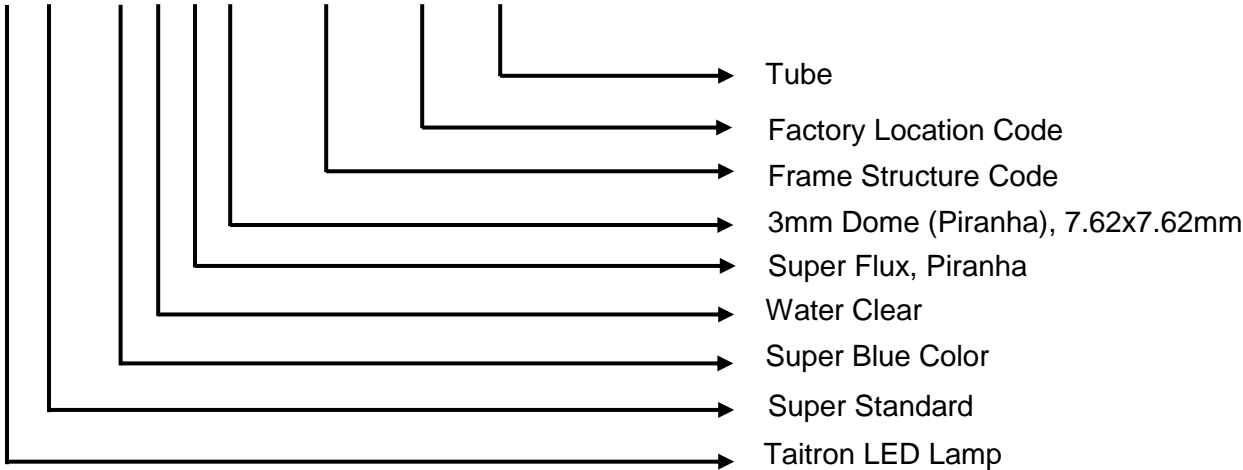 Tube
Factory Location Code
Frame Structure Code
3mm Dome (Piranha), 7.62x7.62mm
Super Flux, Piranha
Water Clear
Super Blue Color
Super Standard
Taitron LED Lamp